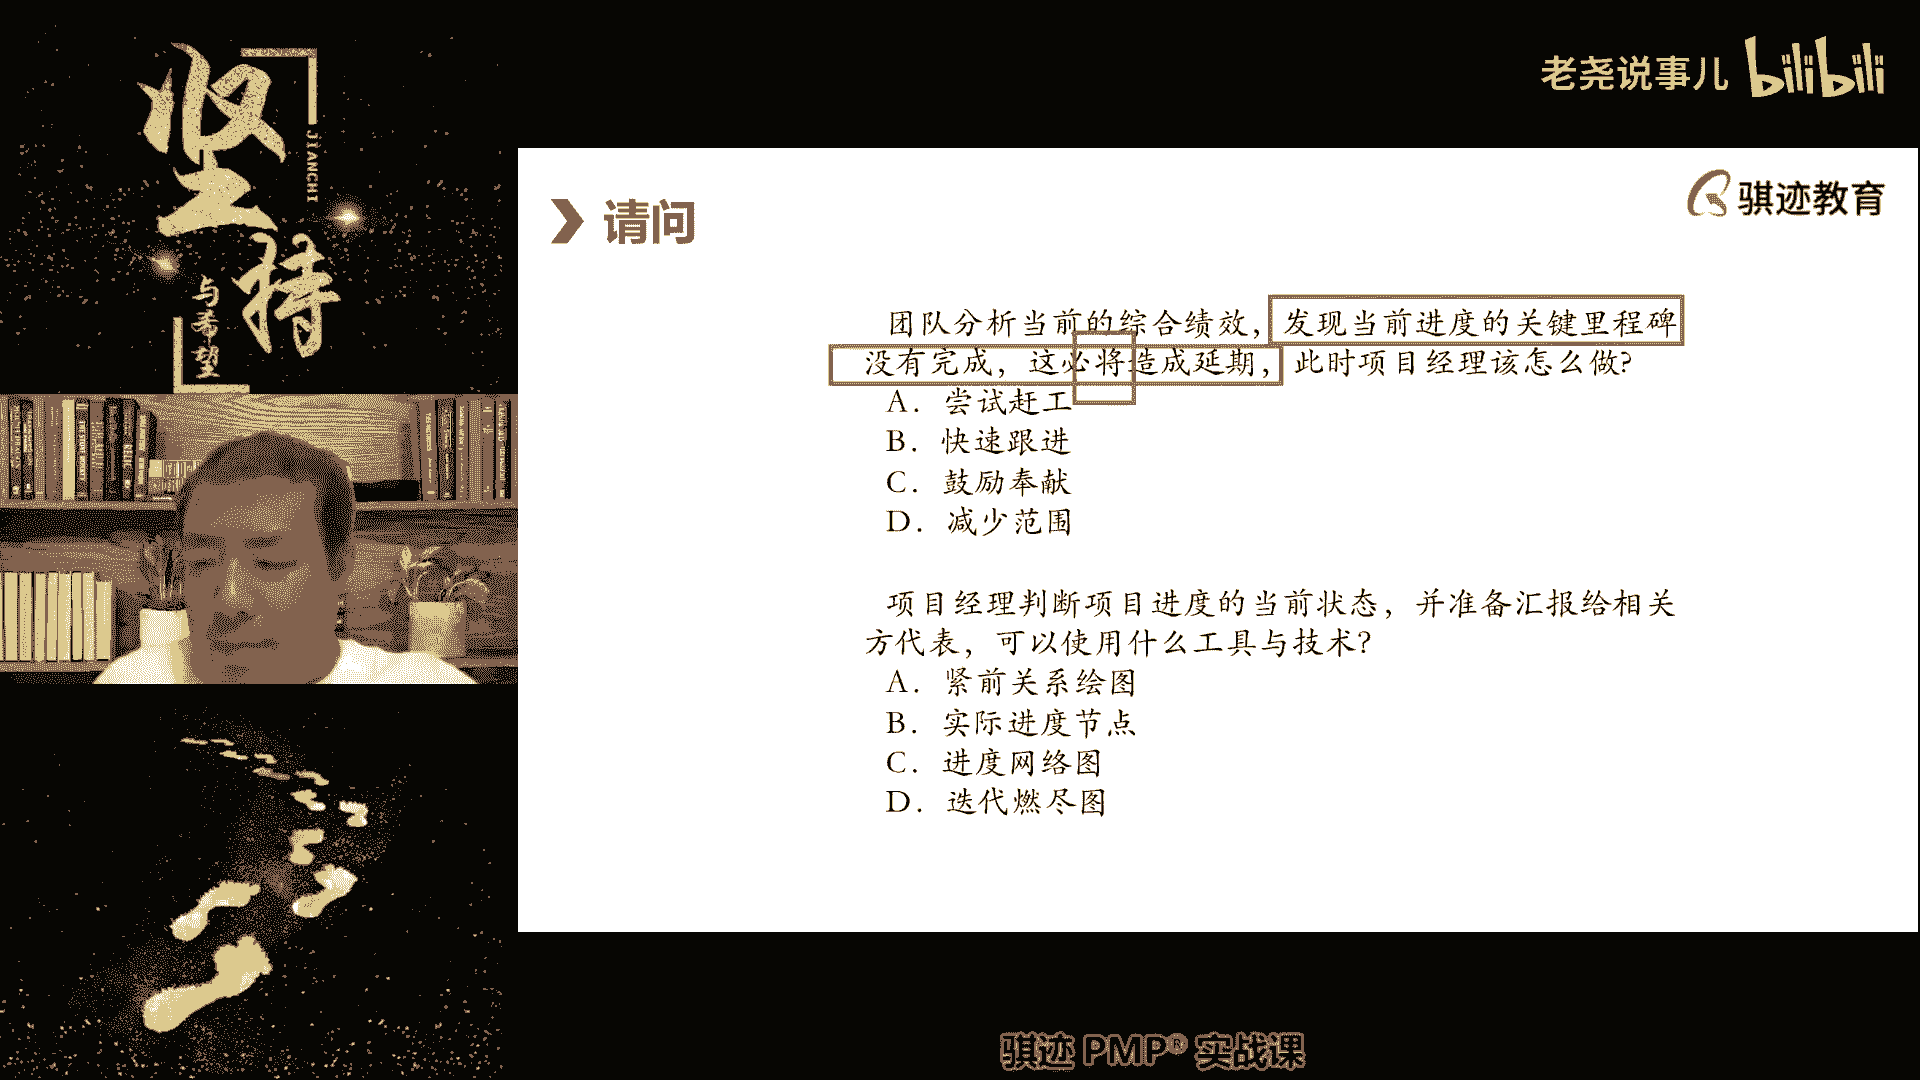 坚持
JIANCHI
与希望
老尧说事儿 bilibili
骐迹教育
请问
团队分析当前的综合绩效，发现当前进度的关键里程碑
没有完成，这必将造成延期，此时项目经理该怎么做？
A．尝试赶工
B．快速跟进
C．鼓励奉献
D．减少范围
项目经理判断项目进度的当前状态，并准备汇报给相关
方代表，可以使用什么工具与技术？
A．紧前关系绘图
B．实际进度节点
C．进度网络图
D．迭代燃尽图
骐迹 PMP® 实战课